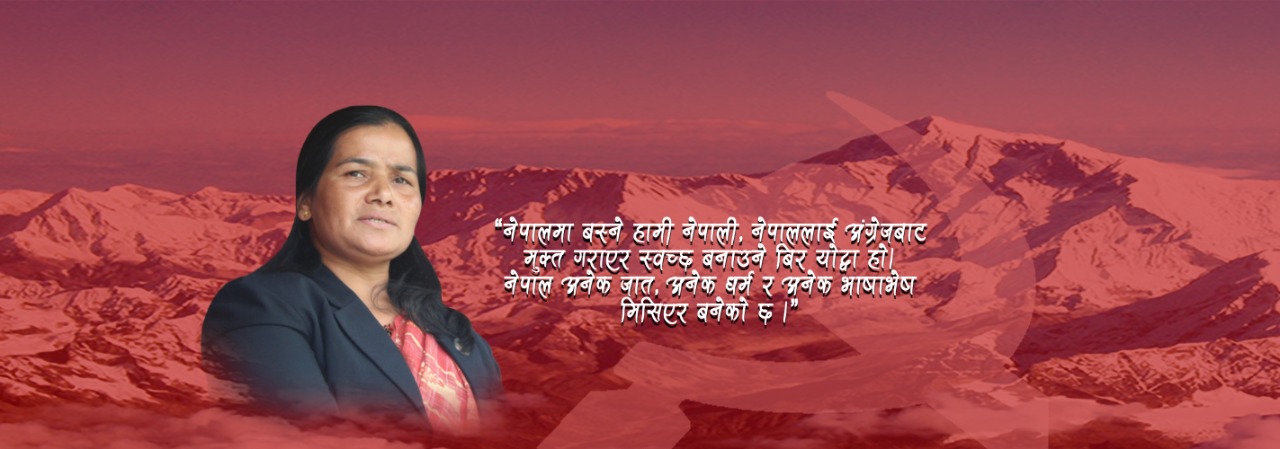 “नेपालमा बस्ने हामी नेपाली, नेपाललाई अंग्रेजबाट
मुक्त गराएर स्वच्छ बनाउने बिर योद्धा हो।
नेपाल अनेक जात, अनेक धर्म र अनेक भाषाभेष
मिसिएर बनेको छ ।”